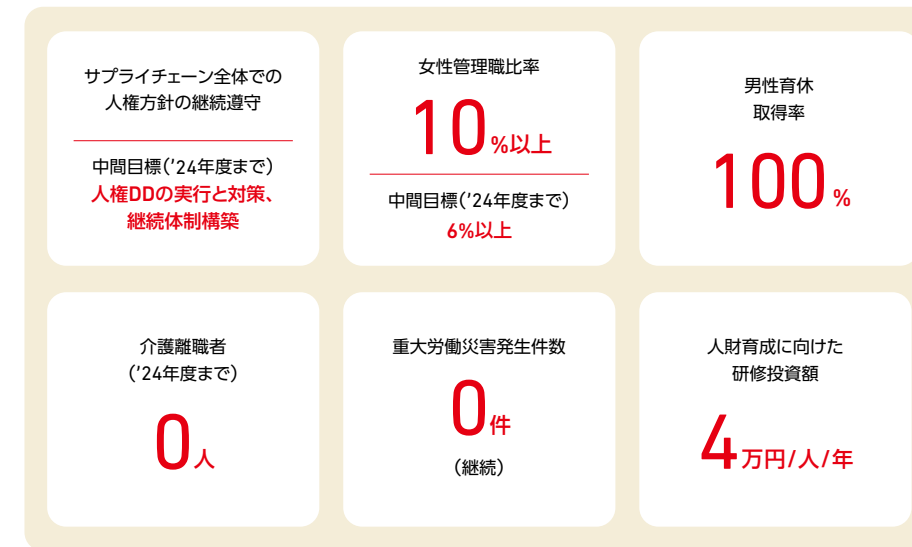 サプライチェーン全体での
人権方針の継続遵守
中間目標('24年度まで)
人権DDの実行と対策、
継続体制構築
女性管理職比率
10%以上
中間目標('24年度まで)
6%以上
男性育休
取得率
100%
介護離職者
('24年度まで)
0人
重大労働災害発生件数
0件
(継続)
人財育成に向けた
研修投資額
4万円/人/年